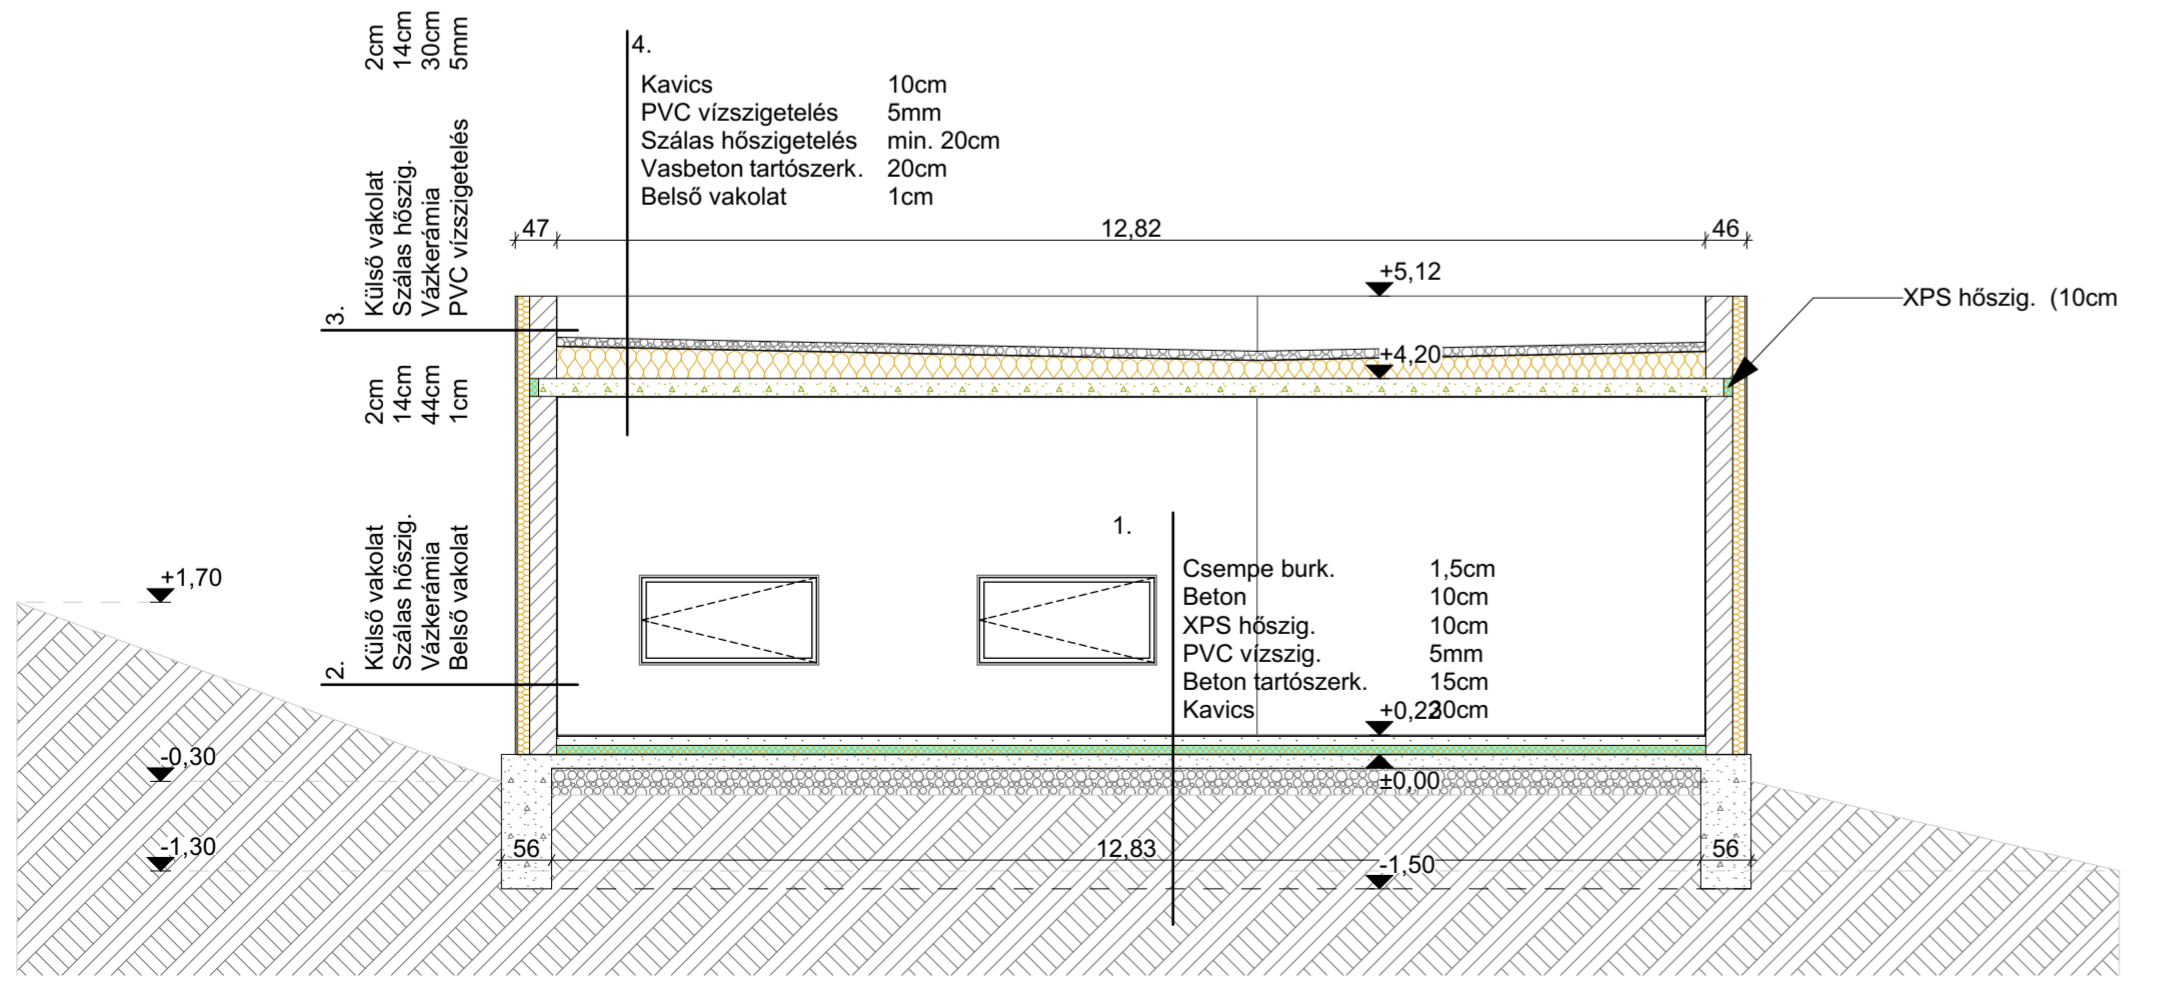 4.
Kavics 10cm
PVC vízszigetelés 5mm
Szálas hőszigetelés min. 20cm
Vasbeton tartószerk. 20cm
Belső vakolat 1cm
3.
Külső vakolat 2cm
Szálas hőszig. 14cm
Vázkerámia 30cm
PVC vízszigetelés 5mm
47 12,82 46
+5,12
XPS hőszig. (10cm
+4,20
2.
Külső vakolat 2cm
Szálas hőszig. 14cm
Vázkerámia 44cm
Belső vakolat 1cm
1.
Csempe burk. 1,5cm
Beton 10cm
XPS hőszig. 10cm
PVC vízszig. 5mm
Beton tartószerk. 15cm
Kavics 30cm
+1,70
+0,22
-0,30
±0,00
-1,30
56 12,83 56
-1,50